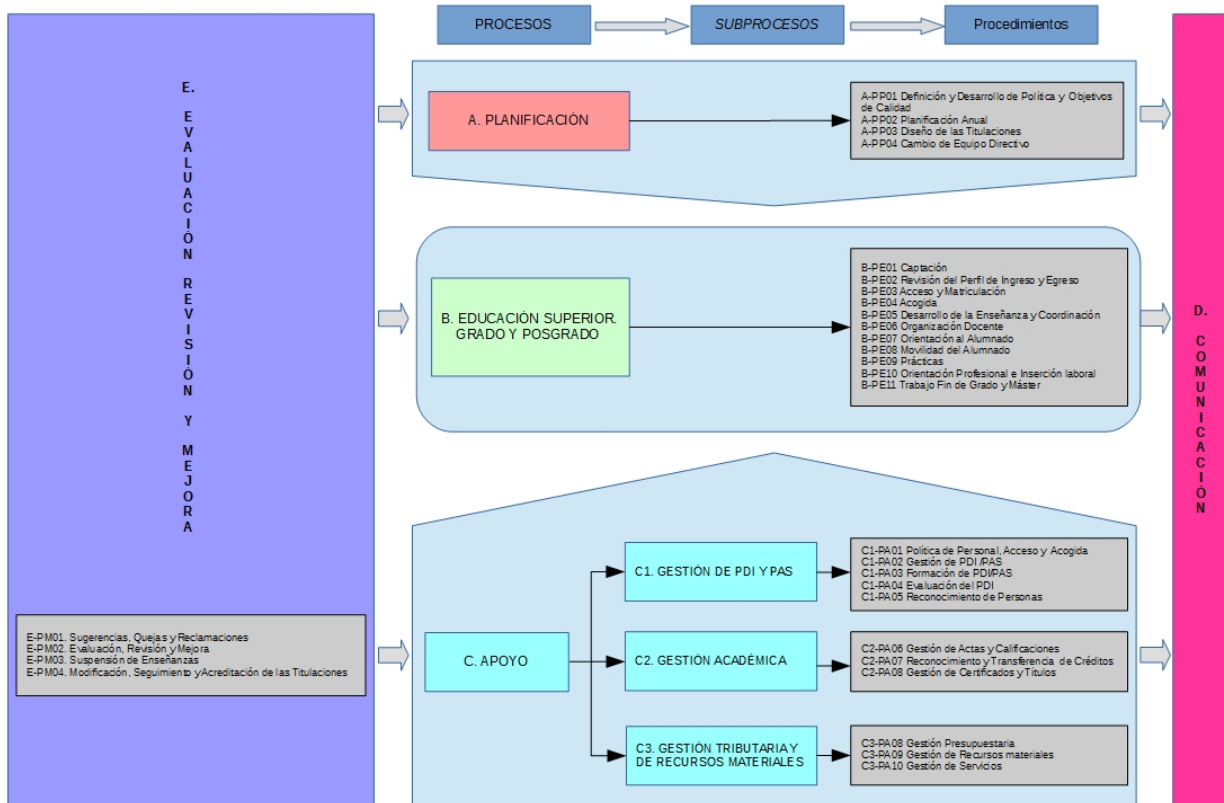 PROCESOS
SUBPROCESOS
Procedimientos
E. EVALUACIÓN REVISIÓN Y MEJORA
A. PLANIFICACIÓN
A-PP01 Definición y Desarrollo de Política y Objetivos
de Calidad
A-PP02 Planificación Anual
A-PP03 Diseño de las Titulaciones
A-PP04 Cambio de Equipo Directivo
B. EDUCACIÓN SUPERIOR.
GRADO Y POSGRADO
B-PE01 Captación
B-PE02 Revisión del Perfil de Ingreso y Egreso
B-PE03 Acceso y Matriculación
B-PE04 Acogida
B-PE05 Desarrollo de la Enseñanza y Coordinación
B-PE06 Organización Docente
B-PE07 Orientación al Alumnado
B-PE08 Movilidad del Alumnado
B-PE09 Prácticas
B-PE10 Orientación Profesional e Inserción laboral
B-PE11 Trabajo Fin de Grado y Máster
D. COMUNICACIÓN
E-PM01. Sugerencias, Quejas y Reclamaciones
E-PM02. Evaluación, Revisión y Mejora
E-PM03. Suspensión de Enseñanzas
E-PM04. Modificación, Seguimiento y Acreditación de las Titulaciones
C. APOYO
C1. GESTIÓN DE PDI Y PAS
C1-PA01 Política de Personal, Acceso y Acogida
C1-PA02 Gestión de PDI/PAS
C1-PA03 Formación de PDI/PAS
C1-PA04 Evaluación del PDI
C1-PA05 Reconocimiento de Personas
C2. GESTIÓN ACADÉMICA
C2-PA06 Gestión de Actas y Calificaciones
C2-PA07 Reconocimiento y Transferencia de Créditos
C2-PA08 Gestión de Certificados y Títulos
C3. GESTIÓN TRIBUTARIA Y
DE RECURSOS MATERIALES
C3-PA08 Gestión Presupuestaria
C3-PA09 Gestión de Recursos materiales
C3-PA10 Gestión de Servicios